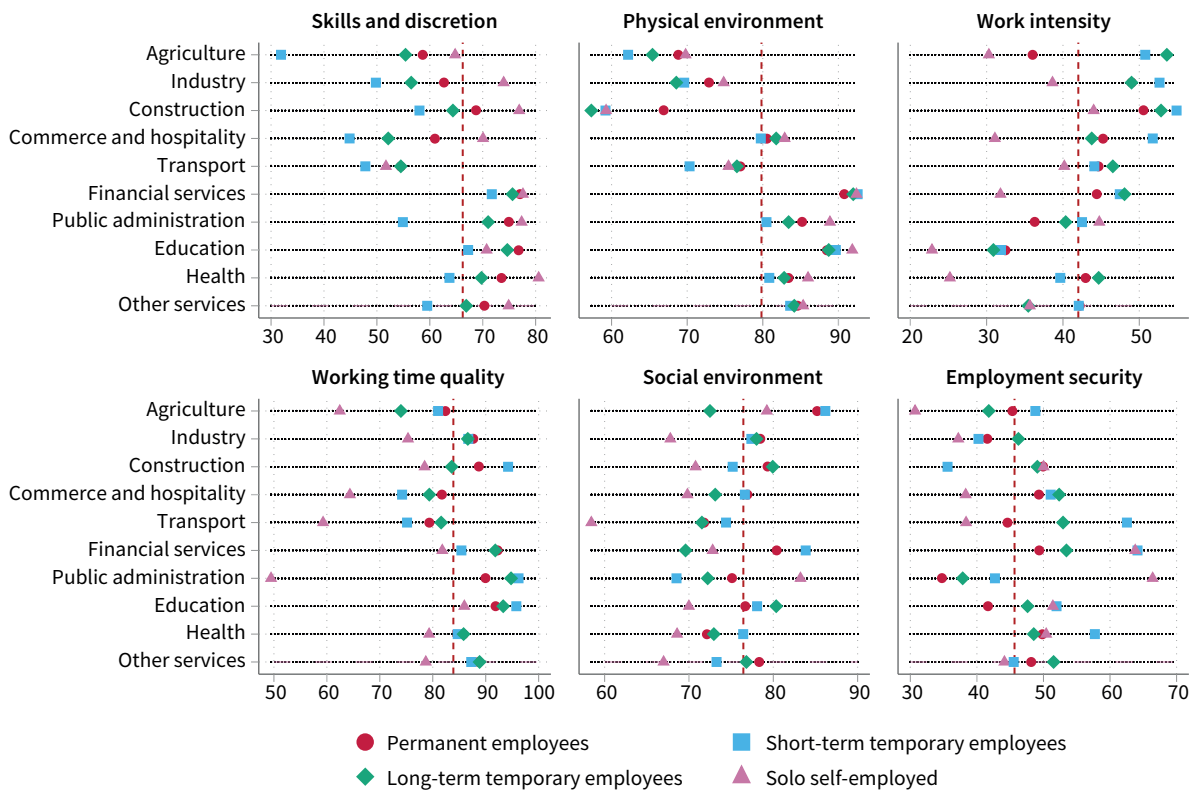 Skills and discretion
Physical environment
Work intensity
Agriculture
Industry
Construction
Commerce and hospitality
Transport
Financial services
Public administration
Education
Health
Other services
30 40 50 60 70 80
60 70 80 90
20 30 40 50
Working time quality
Social environment
Employment security
Agriculture
Industry
Construction
Commerce and hospitality
Transport
Financial services
Public administration
Education
Health
Other services
50 60 70 80 90 100
60 70 80 90
30 40 50 60 70
Permanent employees
Short-term temporary employees
Long-term temporary employees
Solo self-employed